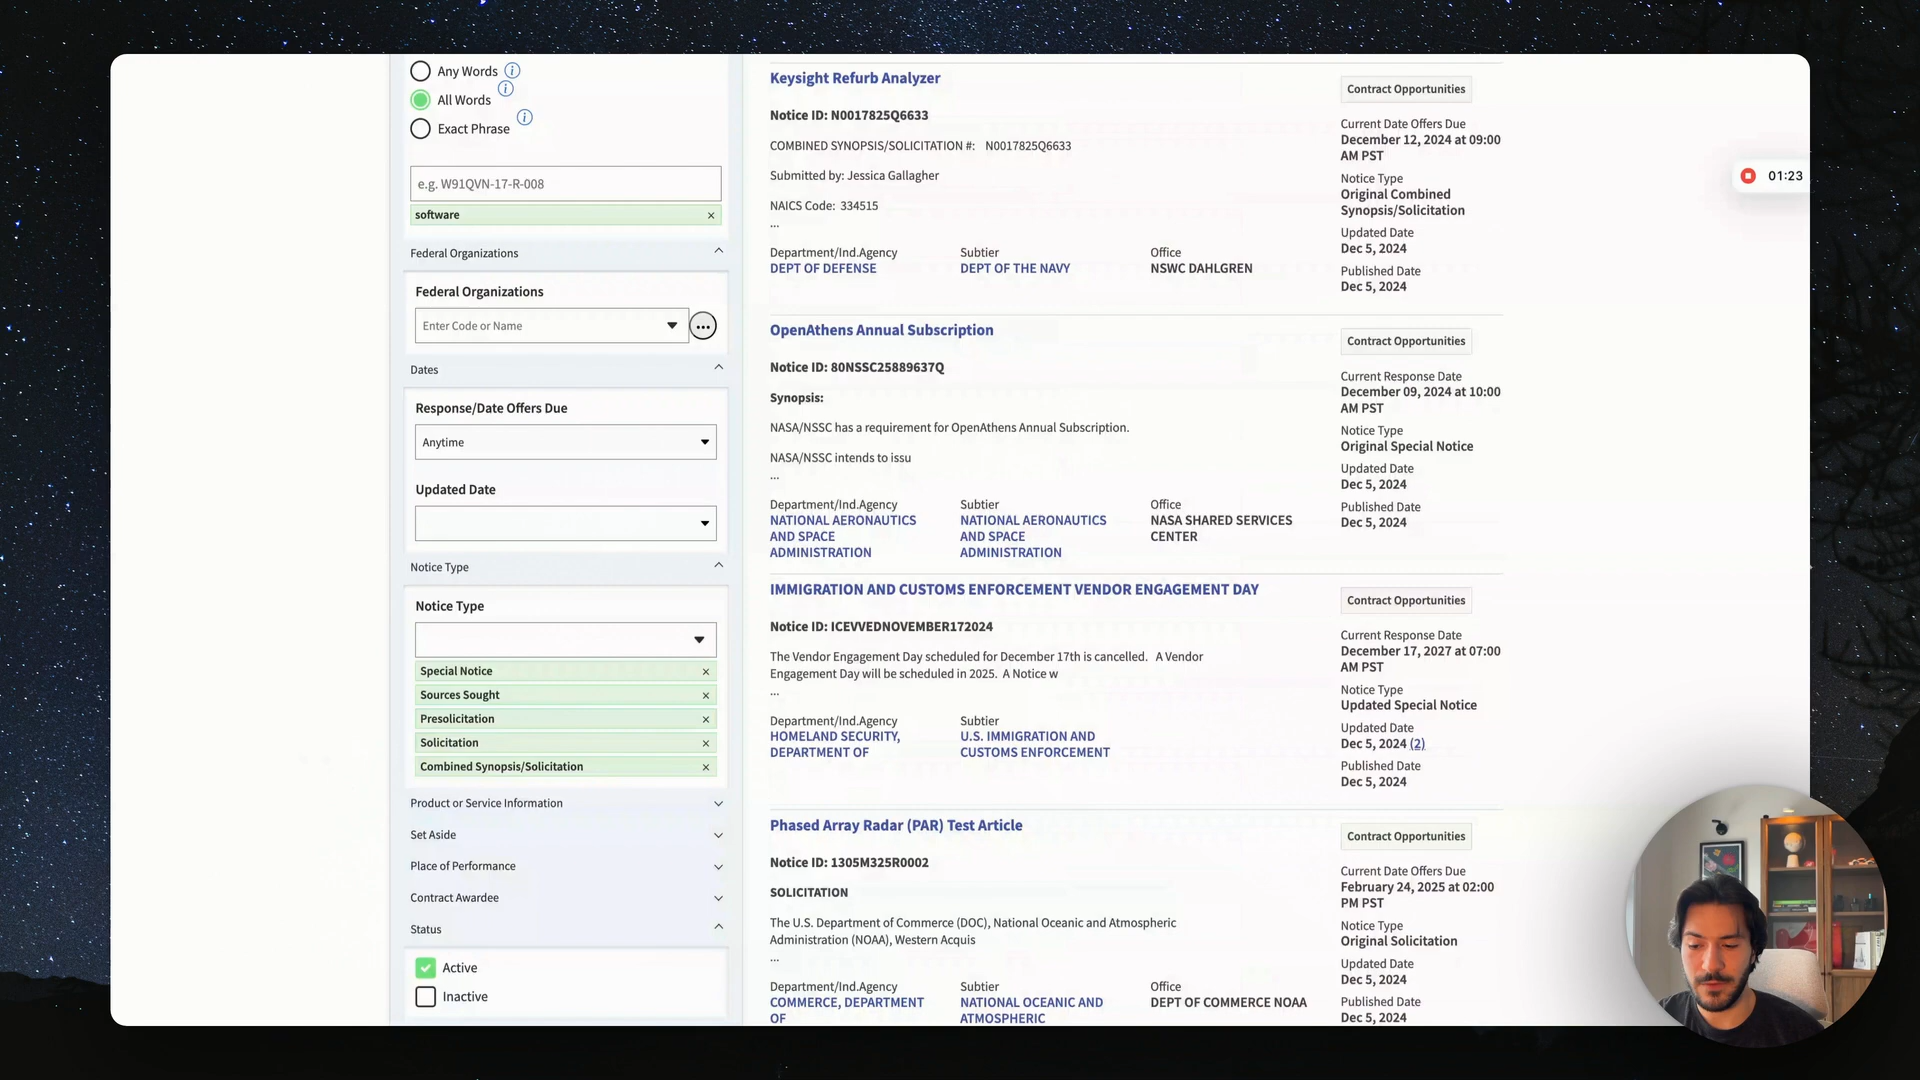 Any Words
All Words
Exact Phrase
e.g. W91QVN-17-R-008
software ×
Federal Organizations
Federal Organizations
Enter Code or Name
Dates
Response/Date Offers Due
Anytime
Updated Date
Notice Type
Notice Type
Special Notice ×
Sources Sought ×
Presolicitation ×
Solicitation ×
Combined Synopsis/Solicitation ×
Product or Service Information
Set Aside
Place of Performance
Contract Awardee
Status
Active
Inactive
Keysight Refurb Analyzer
Notice ID: N0017825Q6633
COMBINED SYNOPSIS/SOLICITATION #: N0017825Q6633
Submitted by: Jessica Gallagher
NAICS Code: 334515
...
Department/Ind.Agency
DEPT OF DEFENSE
Subtier
DEPT OF THE NAVY
Office
NSWC DAHLGREN
Contract Opportunities
Current Date Offers Due
December 12, 2024 at 09:00
AM PST
Notice Type
Original Combined
Synopsis/Solicitation
Updated Date
Dec 5, 2024
Published Date
Dec 5, 2024
OpenAthens Annual Subscription
Notice ID: 80NSSC25889637Q
Synopsis:
NASA/NSSC has a requirement for OpenAthens Annual Subscription.
NASA/NSSC intends to issu
...
Department/Ind.Agency
NATIONAL AERONAUTICS
AND SPACE
ADMINISTRATION
Subtier
NATIONAL AERONAUTICS
AND SPACE
ADMINISTRATION
Office
NASA SHARED SERVICES
CENTER
Contract Opportunities
Current Response Date
December 09, 2024 at 10:00
AM PST
Notice Type
Original Special Notice
Updated Date
Dec 5, 2024
Published Date
Dec 5, 2024
IMMIGRATION AND CUSTOMS ENFORCEMENT VENDOR ENGAGEMENT DAY
Notice ID: ICEVVEDNOVEMBER172024
The Vendor Engagement Day scheduled for December 17th is cancelled. A Vendor
Engagement Day will be scheduled in 2025. A Notice w
...
Department/Ind.Agency
HOMELAND SECURITY,
DEPARTMENT OF
Subtier
U.S. IMMIGRATION AND
CUSTOMS ENFORCEMENT
Contract Opportunities
Current Response Date
December 17, 2027 at 07:00
AM PST
Notice Type
Updated Special Notice
Updated Date
Dec 5, 2024 (2)
Published Date
Dec 5, 2024
Phased Array Radar (PAR) Test Article
Notice ID: 1305M325R0002
SOLICITATION
The U.S. Department of Commerce (DOC), National Oceanic and Atmospheric
Administration (NOAA), Western Acquis
...
Department/Ind.Agency
COMMERCE, DEPARTMENT
OF
Subtier
NATIONAL OCEANIC AND
ATMOSPHERIC
Office
DEPT OF COMMERCE NOAA
Contract Opportunities
Current Date Offers Due
February 24, 2025 at 02:00
PM PST
Notice Type
Original Solicitation
Updated Date
Dec 5, 2024
Published Date
Dec 5, 2024
01:23